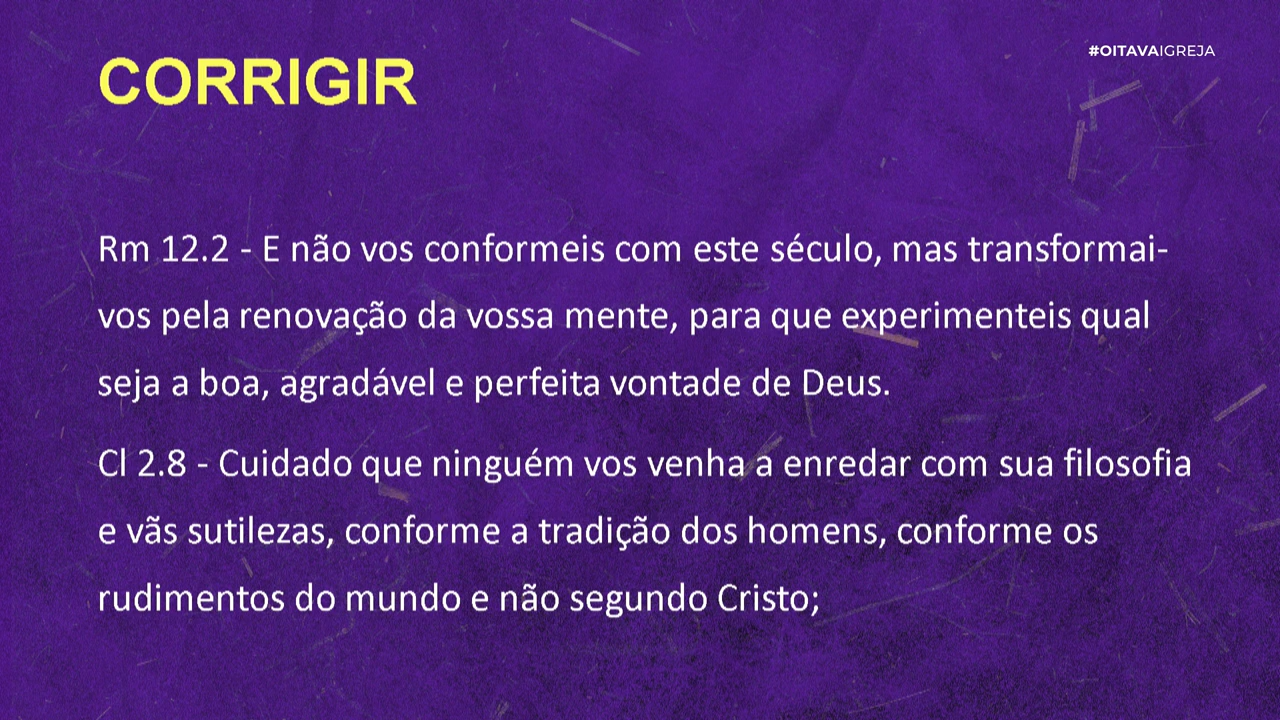 #OITAVAIGREJA
CORRIGIR
Rm 12.2 - E não vos conformeis com este século, mas transformai-
vos pela renovação da vossa mente, para que experimenteis qual
seja a boa, agradável e perfeita vontade de Deus.
Cl 2.8 - Cuidado que ninguém vos venha a enredar com sua filosofia
e vãs sutilezas, conforme a tradição dos homens, conforme os
rudimentos do mundo e não segundo Cristo;